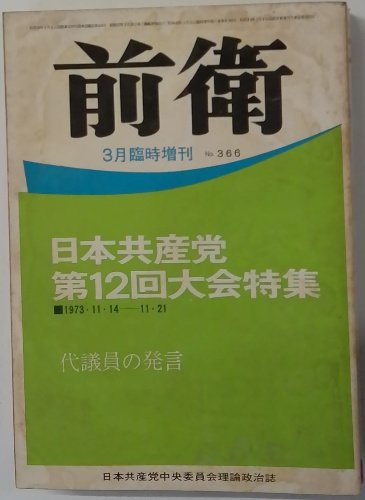 前衛
3月臨時増刊 No 366
日本共産党
第12回大会特集
■1973・11・14──11・21
代議員の発言
日本共産党中央委員会理論政治誌